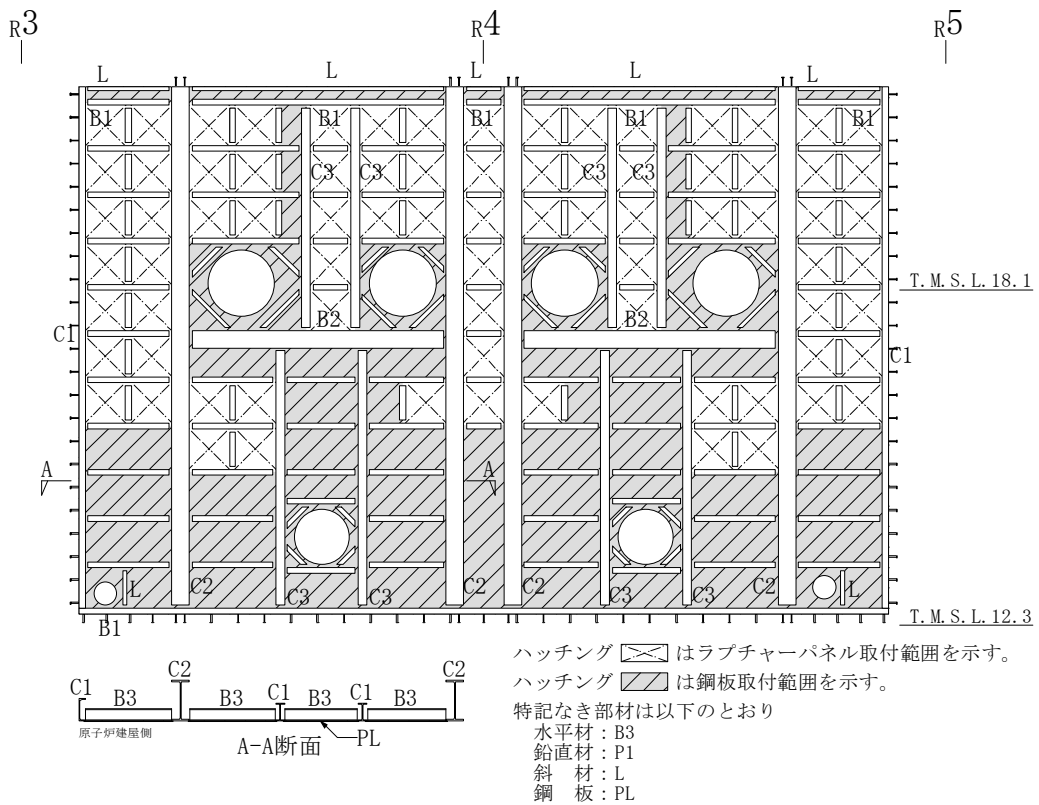 R3 R4 R5
L L L L L
B1 B1 B1 B1 B1
C3 C3 C3 C3
T.M.S.L.18.1
B2 B2
C1 C1
A A
L C2 C3 C3 C2 C2 C3 C3 C2 L
T.M.S.L.12.3
B1
ハッチング はラプチャーパネル取付範囲を示す。
ハッチング は鋼板取付範囲を示す。
特記なき部材は以下のとおり
水平材：B3
鉛直材：P1
斜　材：L
鋼　板：PL
C1 B3 C2 B3 C1 B3 C1 B3 C2
原子炉建屋側
A-A断面
PL